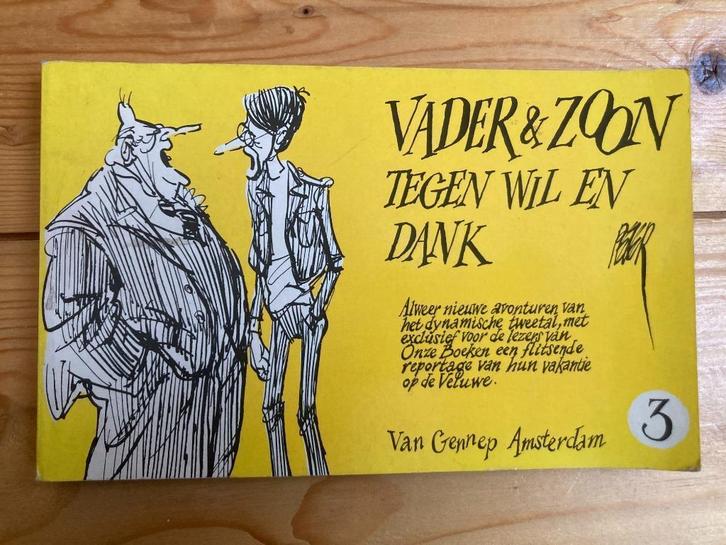 VADER & ZOON
TEGEN WIL EN
DANK
PETER
Alweer nieuwe avonturen van
het dynamische tweetal, met
exclusief voor de lezers van
Onze Boeken een flitsende
reportage van hun vakantie
op de Veluwe.
3
Van Gennep Amsterdam